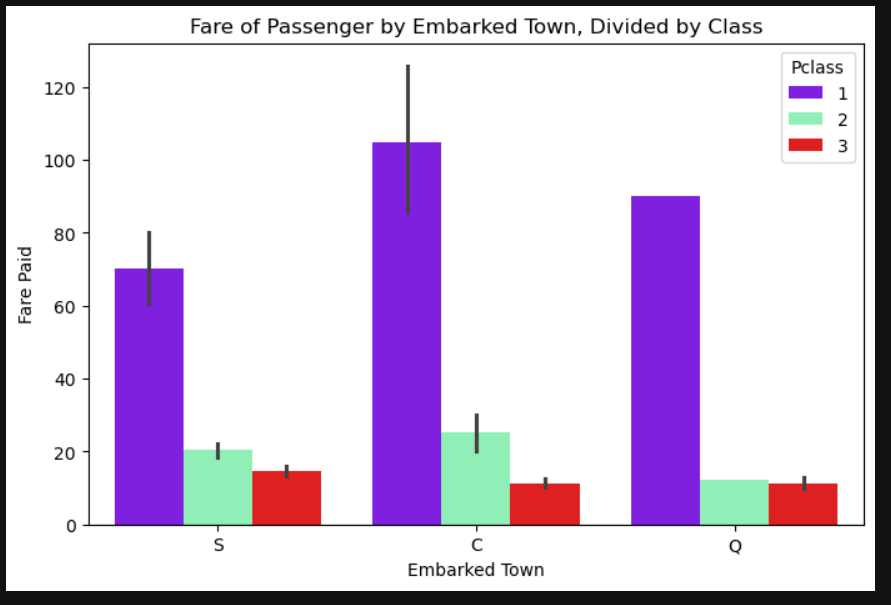 Fare of Passenger by Embarked Town, Divided by Class
Pclass
1
2
3
120
100
80
60
40
20
0
Fare Paid
S C Q
Embarked Town